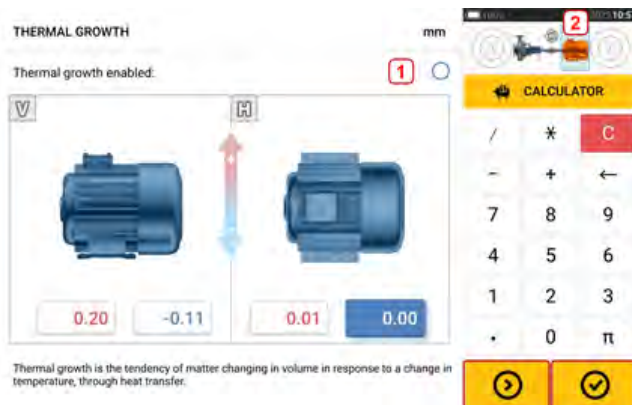 THERMAL GROWTH
mm
Thermal growth enabled:
1
V
H
0.20
-0.11
0.01
0.00
Thermal growth is the tendency of matter changing in volume in response to a change in
temperature, through heat transfer.
2
CALCULATOR
/ * C
- + ←
7 8 9
4 5 6
1 2 3
. 0 π